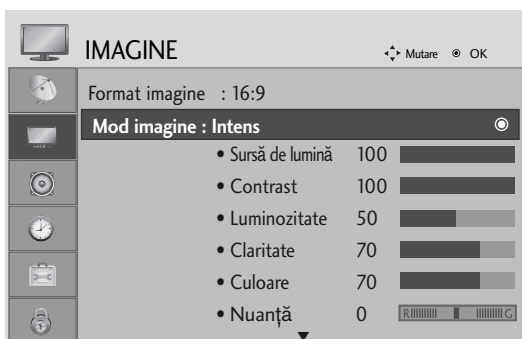 IMAGINE Mutare OK
Format imagine : 16:9
Mod imagine : Intens
• Sursă de lumină 100
• Contrast 100
• Luminozitate 50
• Claritate 70
• Culoare 70
• Nuanță 0 R G